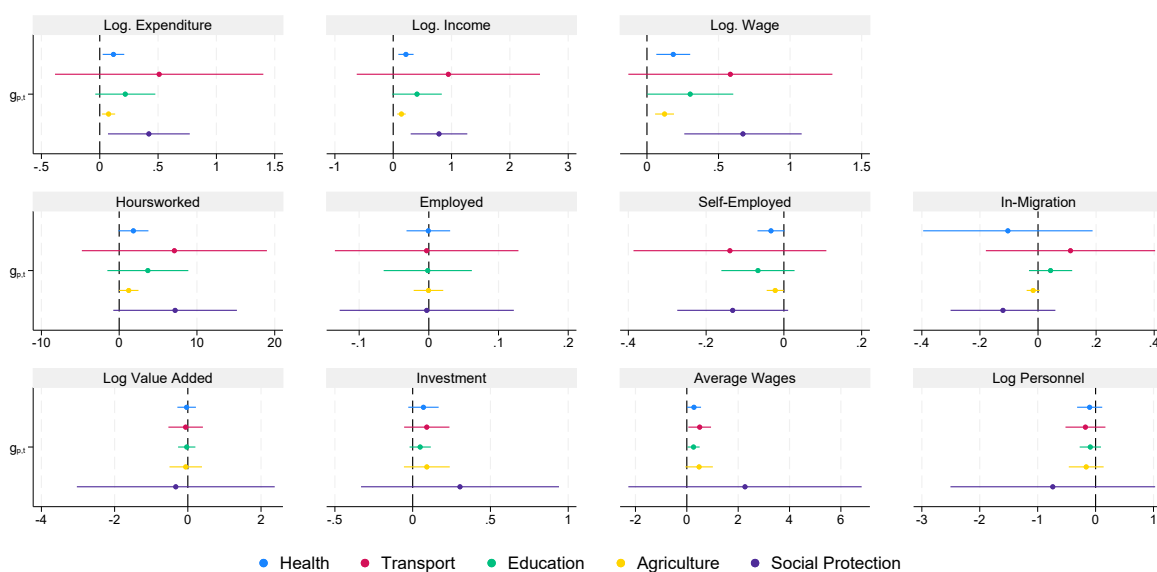 Log. Expenditure Log. Income Log. Wage
g_{p,t}
-.5 0 .5 1 1.5 -1 0 1 2 3 0 .5 1 1.5
Hoursworked Employed Self-Employed In-Migration
g_{p,t}
-10 0 10 20 -.1 0 .1 .2 -.4 -.2 0 .2 -.4 -.2 0 .2 .4
Log Value Added Investment Average Wages Log Personnel
g_{p,t}
-4 -2 0 2 -.5 0 .5 1 -2 0 2 4 6 -3 -2 -1 0 1
Health Transport Education Agriculture Social Protection